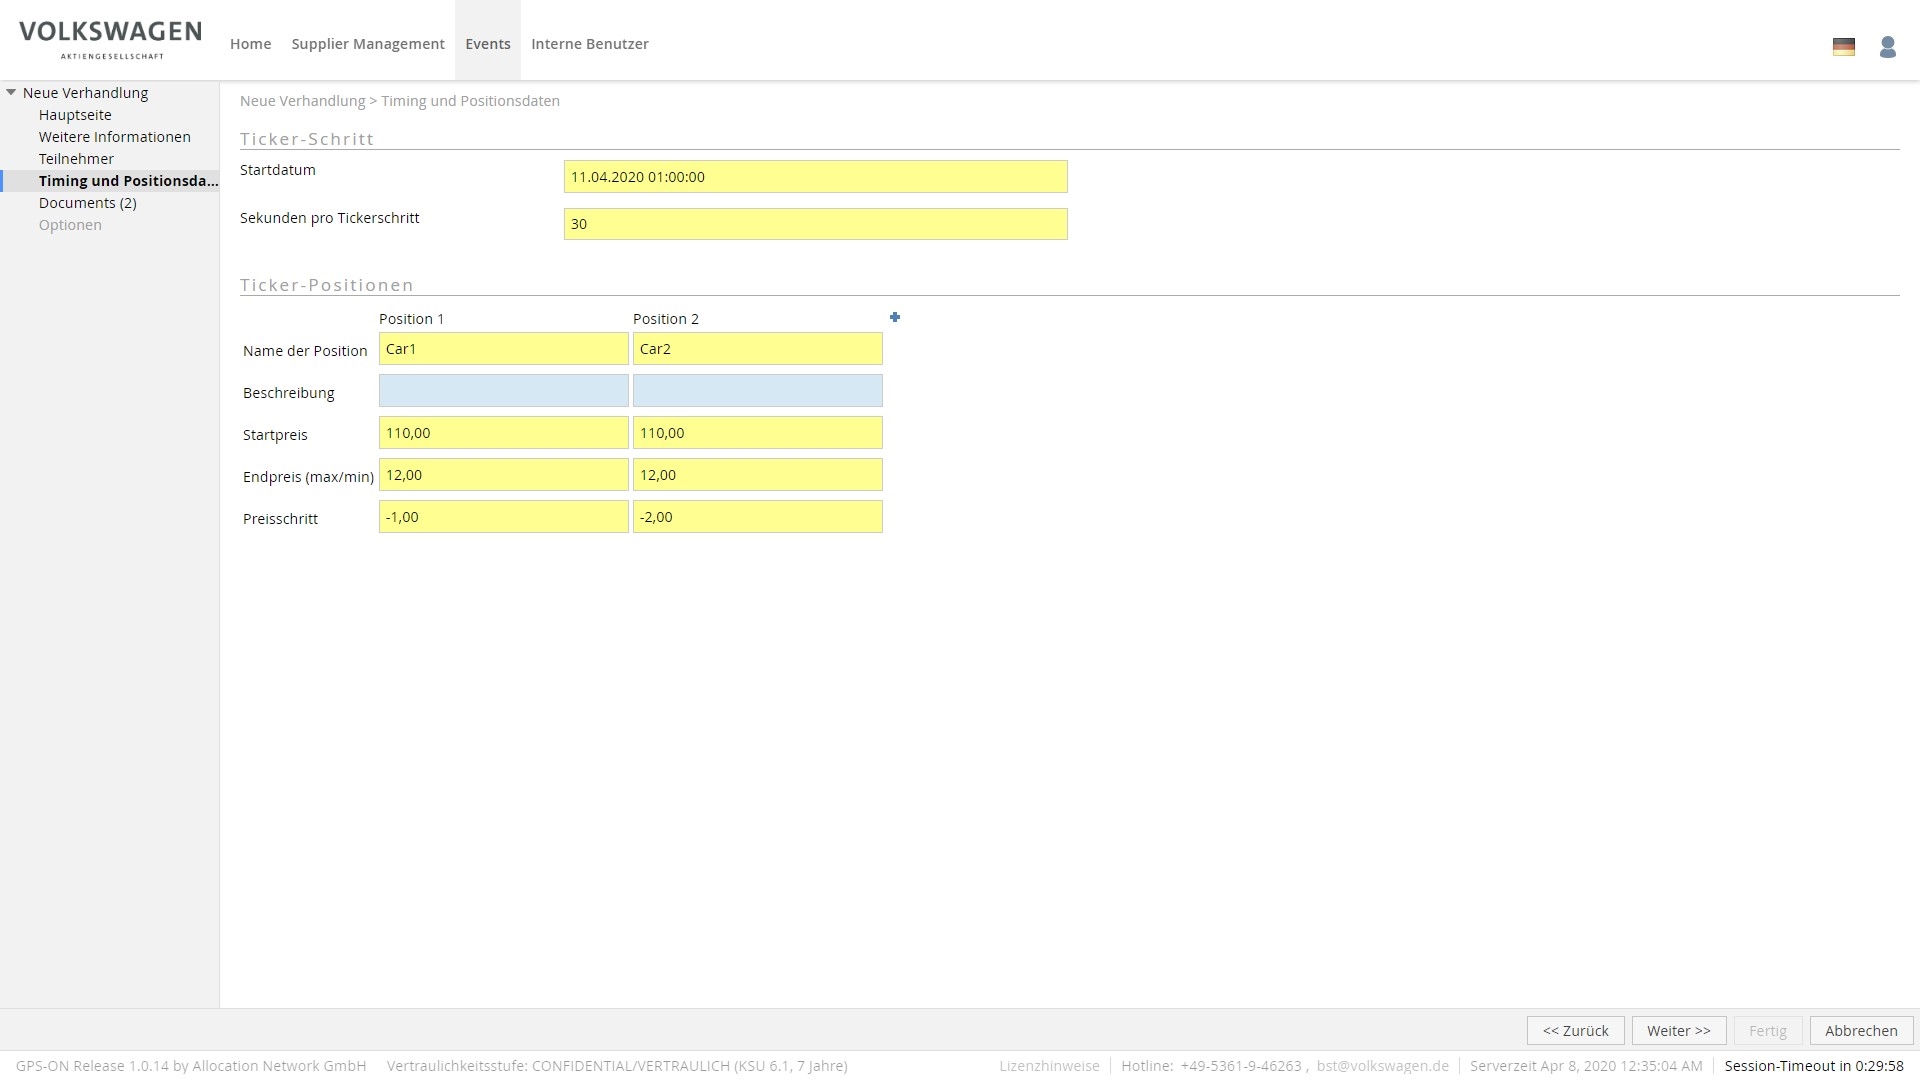 VOLKSWAGEN
AKTIENGESELLSCHAFT
Home Supplier Management Events Interne Benutzer
Neue Verhandlung
Hauptseite
Weitere Informationen
Teilnehmer
Timing und Positionsda...
Documents (2)
Optionen
Neue Verhandlung > Timing und Positionsdaten
Ticker-Schritt
Startdatum 11.04.2020 01:00:00
Sekunden pro Tickerschritt 30
Ticker-Positionen
Position 1 Position 2
Name der Position Car1 Car2
Beschreibung
Startpreis 110,00 110,00
Endpreis (max/min) 12,00 12,00
Preisschritt -1,00 -2,00
<< Zurück Weiter >> Fertig Abbrechen
GPS-ON Release 1.0.14 by Allocation Network GmbH Vertraulichkeitsstufe: CONFIDENTIAL/VERTRAULICH (KSU 6.1, 7 Jahre) Lizenzhinweise Hotline: +49-5361-9-46263 , bst@volkswagen.de Serverzeit Apr 8, 2020 12:35:04 AM Session-Timeout in 0:29:58